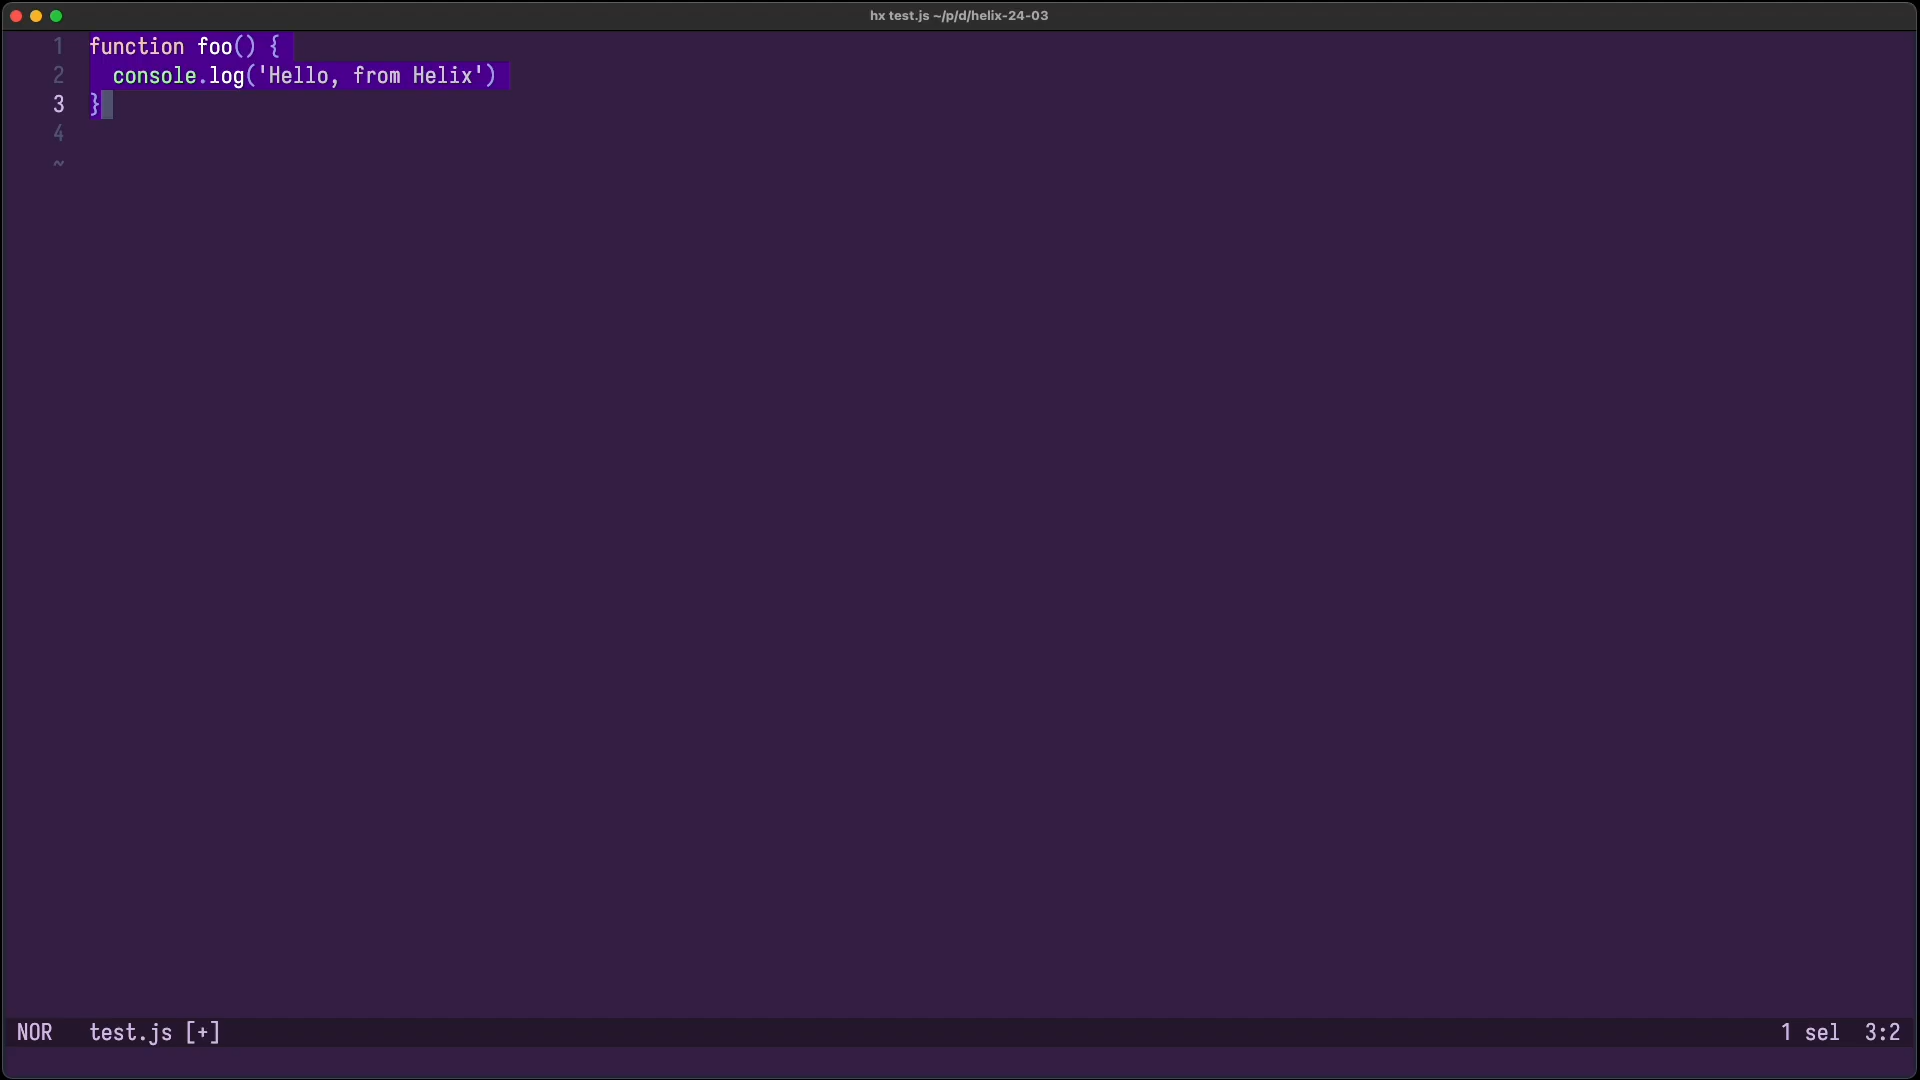 hx test.js ~/p/d/helix-24-03
1 function foo() {
2   console.log('Hello, from Helix')
3 }
4
~
NOR test.js [+] 1 sel 3:2